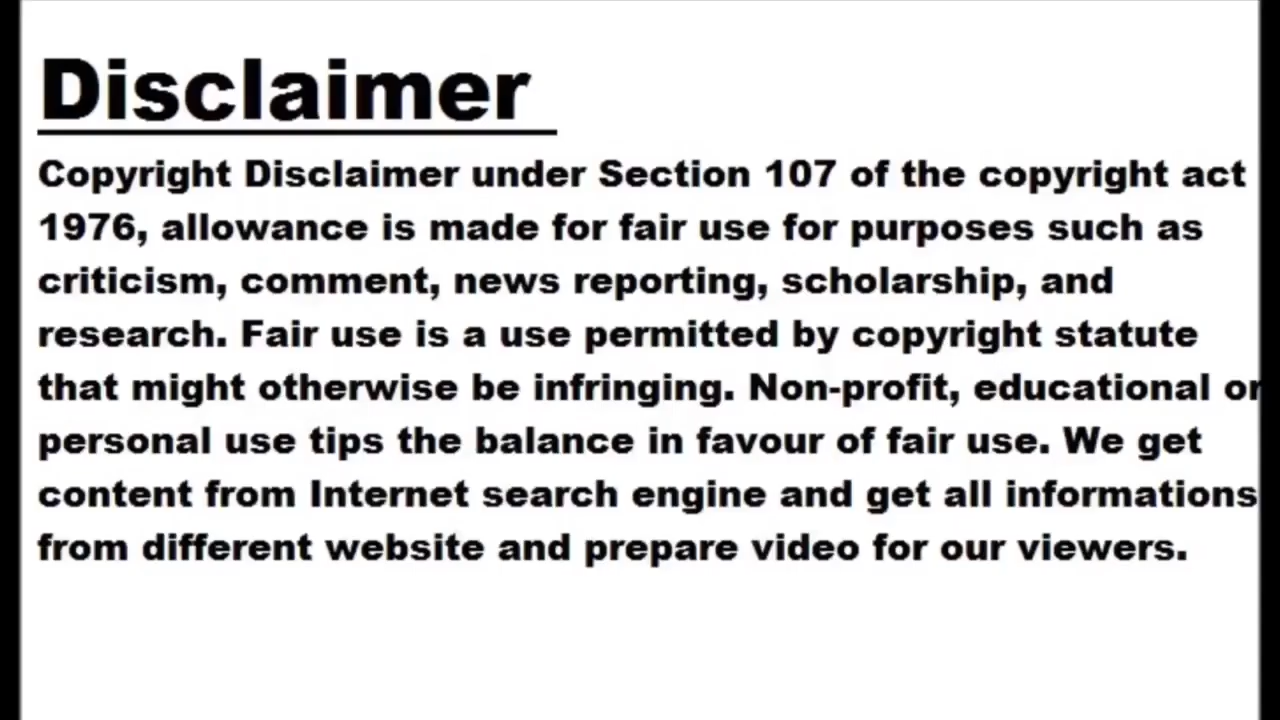 Disclaimer
Copyright Disclaimer under Section 107 of the copyright act
1976, allowance is made for fair use for purposes such as
criticism, comment, news reporting, scholarship, and
research. Fair use is a use permitted by copyright statute
that might otherwise be infringing. Non-profit, educational or
personal use tips the balance in favour of fair use. We get
content from Internet search engine and get all informations
from different website and prepare video for our viewers.